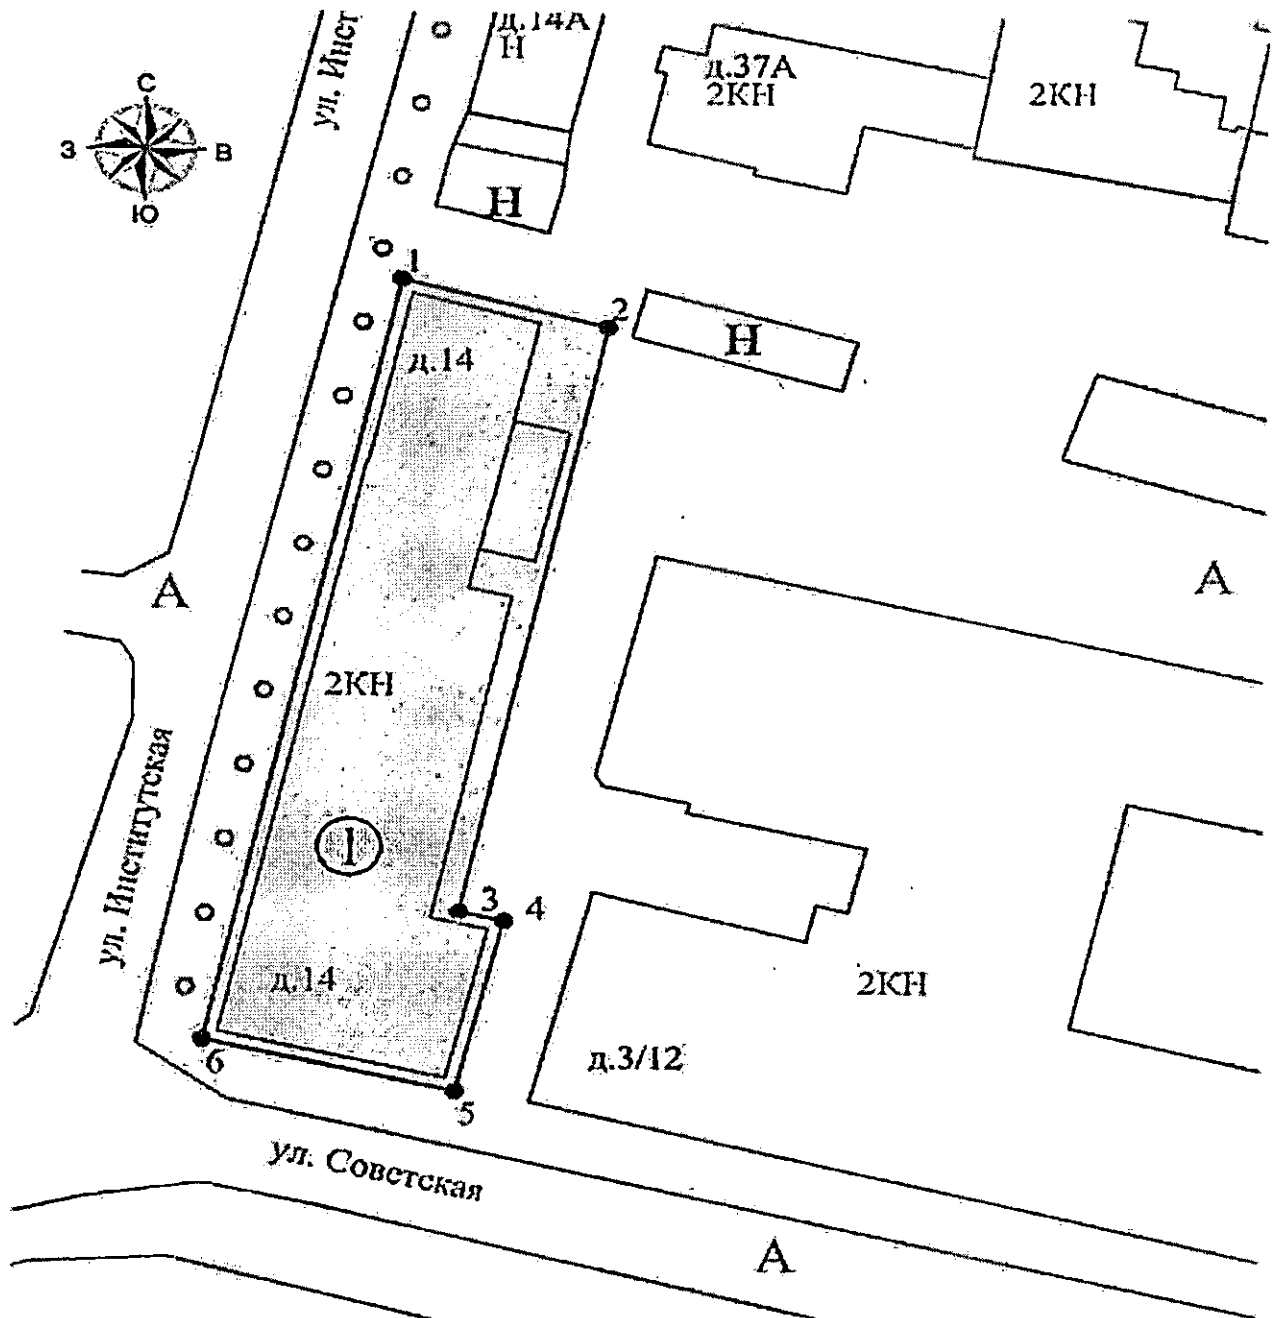 ул. Инст
д.14А
Н
д.37А
2КН
2КН
С
З
В
Ю
Н
1
2
Н
д.14
А
А
2КН
ул. Институтская
1
3
4
д.14
2КН
6
д.3/12
5
ул. Советская
А